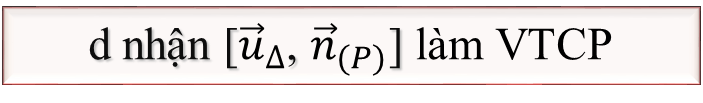 d nhận [u⃗_Δ, n⃗_(P)] làm VTCP